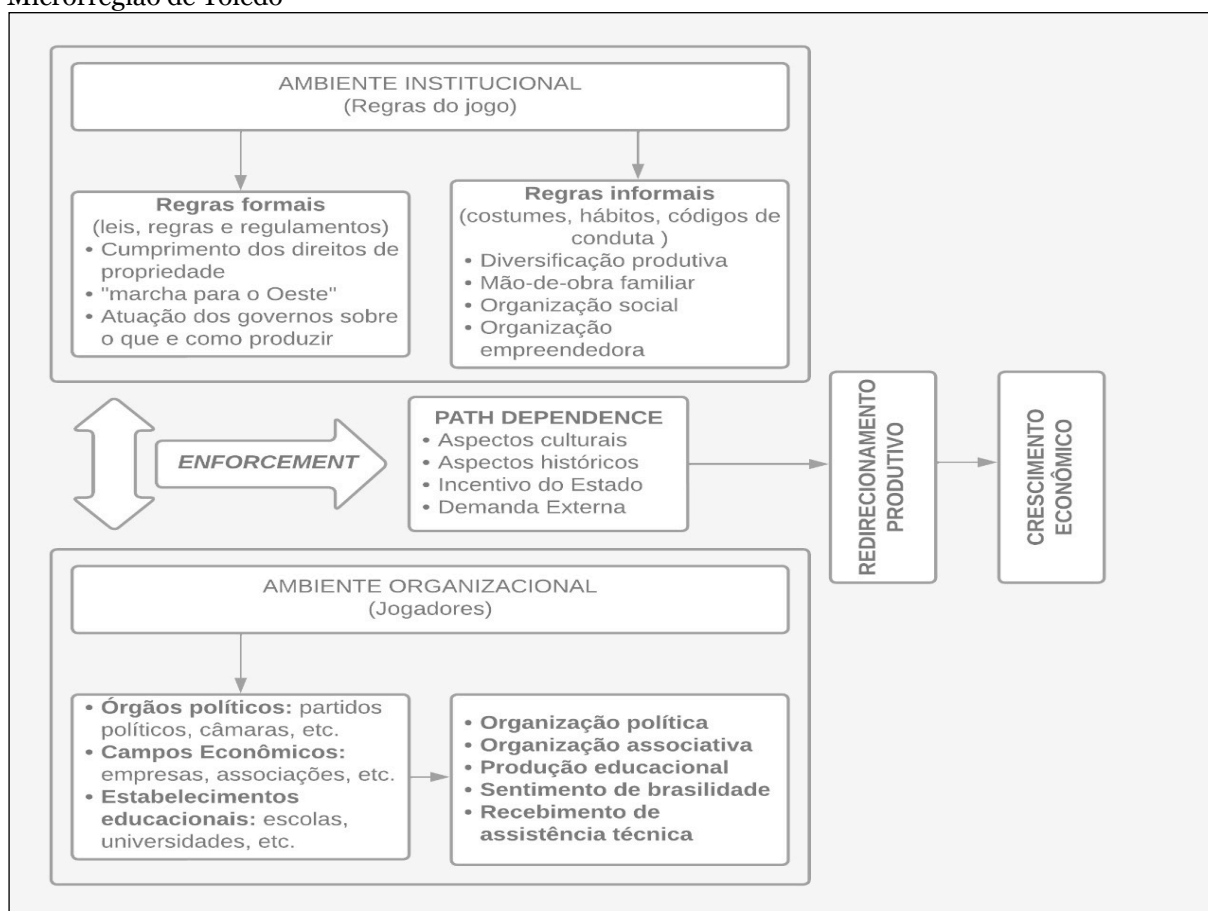 Microrregião de Toledo
AMBIENTE INSTITUCIONAL
(Regras do jogo)
Regras formais
(leis, regras e regulamentos)
• Cumprimento dos direitos de
propriedade
• "marcha para o Oeste"
• Atuação dos governos sobre
o que e como produzir
Regras informais
(costumes, hábitos, códigos de
conduta )
• Diversificação produtiva
• Mão-de-obra familiar
• Organização social
• Organização
empreendedora
ENFORCEMENT
PATH DEPENDENCE
• Aspectos culturais
• Aspectos históricos
• Incentivo do Estado
• Demanda Externa
REDIRECIONAMENTO
PRODUTIVO
CRESCIMENTO
ECONÔMICO
AMBIENTE ORGANIZACIONAL
(Jogadores)
• Órgãos políticos: partidos
políticos, câmaras, etc.
• Campos Econômicos:
empresas, associações, etc.
• Estabelecimentos
educacionais: escolas,
universidades, etc.
• Organização política
• Organização associativa
• Produção educacional
• Sentimento de brasilidade
• Recebimento de
assistência técnica